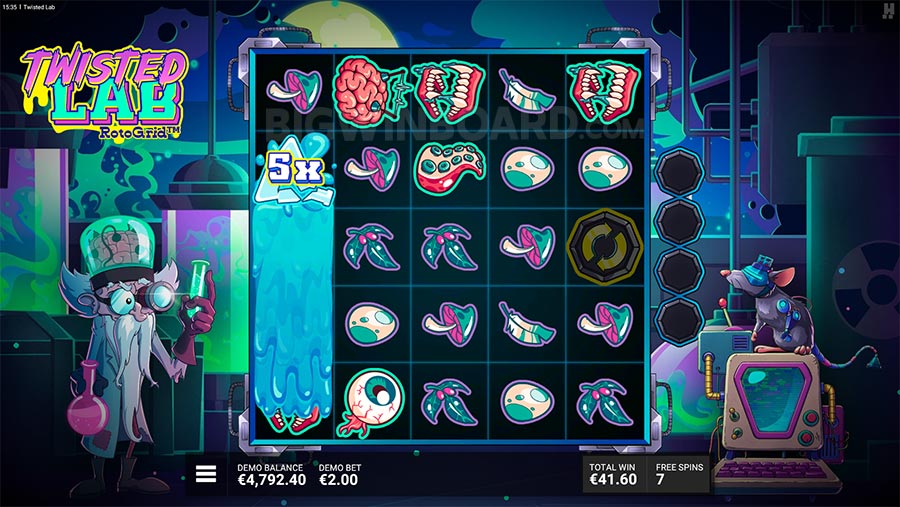 15:35 | Twisted Lab
TWISTED
LAB
RotoGrid™
BIGWINBOARD.com
5x
DEMO BALANCE
€4,792.40
DEMO BET
€2.00
TOTAL WIN
€41.60
FREE SPINS
7